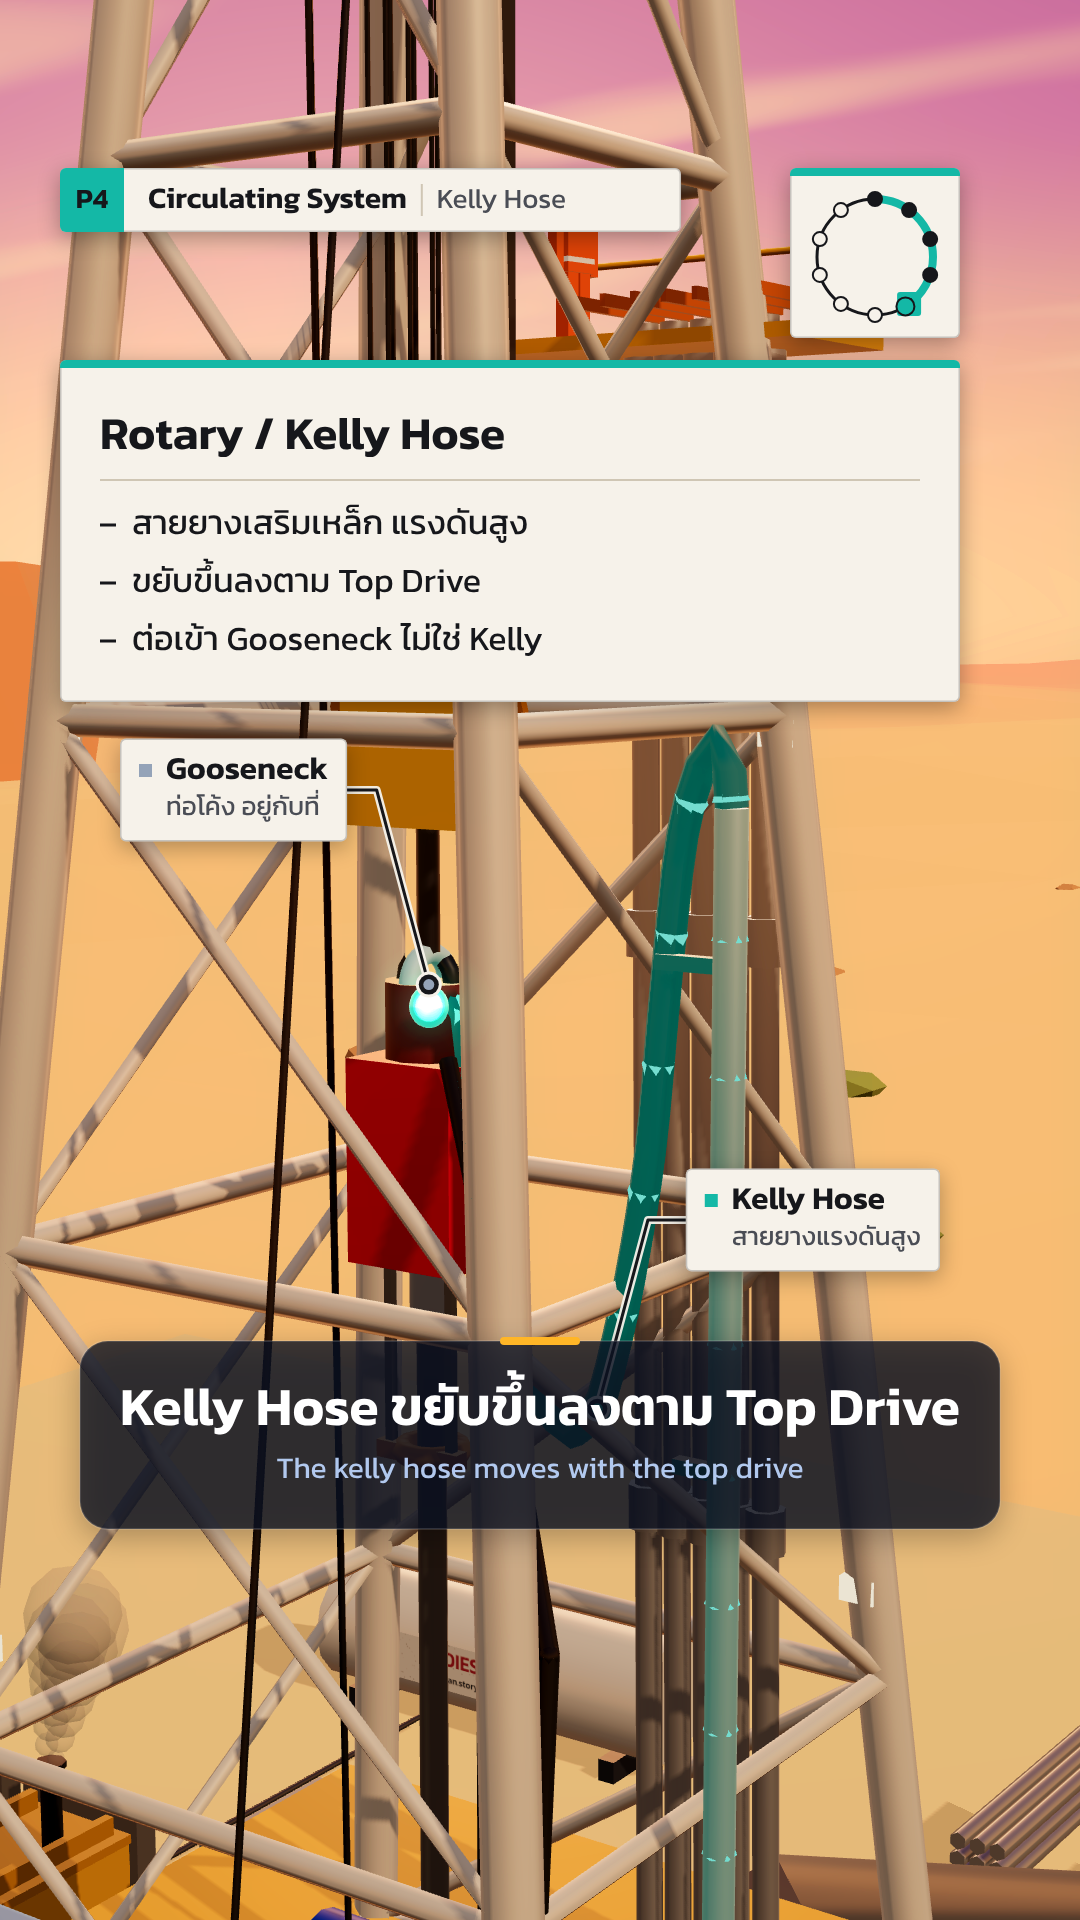 P4 Circulating System | Kelly Hose
Rotary / Kelly Hose
– สายยางเสริมเหล็ก แรงดันสูง
– ขยับขึ้นลงตาม Top Drive
– ต่อเข้า Gooseneck ไม่ใช่ Kelly
Gooseneck
ท่อโค้ง อยู่กับที่
Kelly Hose
สายยางแรงดันสูง
Kelly Hose ขยับขึ้นลงตาม Top Drive
The kelly hose moves with the top drive
DIES
an.story